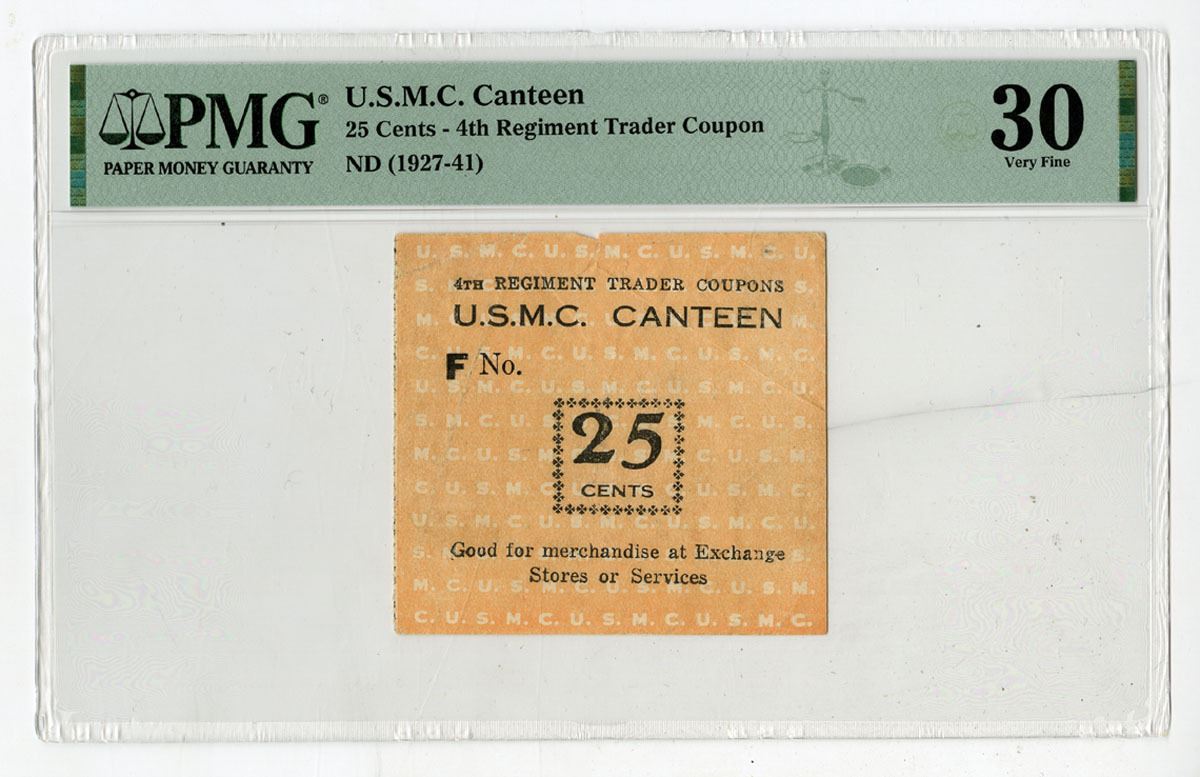 PMG®
PAPER MONEY GUARANTY
U.S.M.C. Canteen
25 Cents - 4th Regiment Trader Coupon
ND (1927-41)
30
Very Fine
U. S. M. C. U. S. M. C. U. S. M. C. U.
4TH REGIMENT TRADER COUPONS
U.S.M.C. CANTEEN
F No.
25
CENTS
Good for merchandise at Exchange
Stores or Services
C. U. S. M. C. U. S. M. C. U. S. M. C.